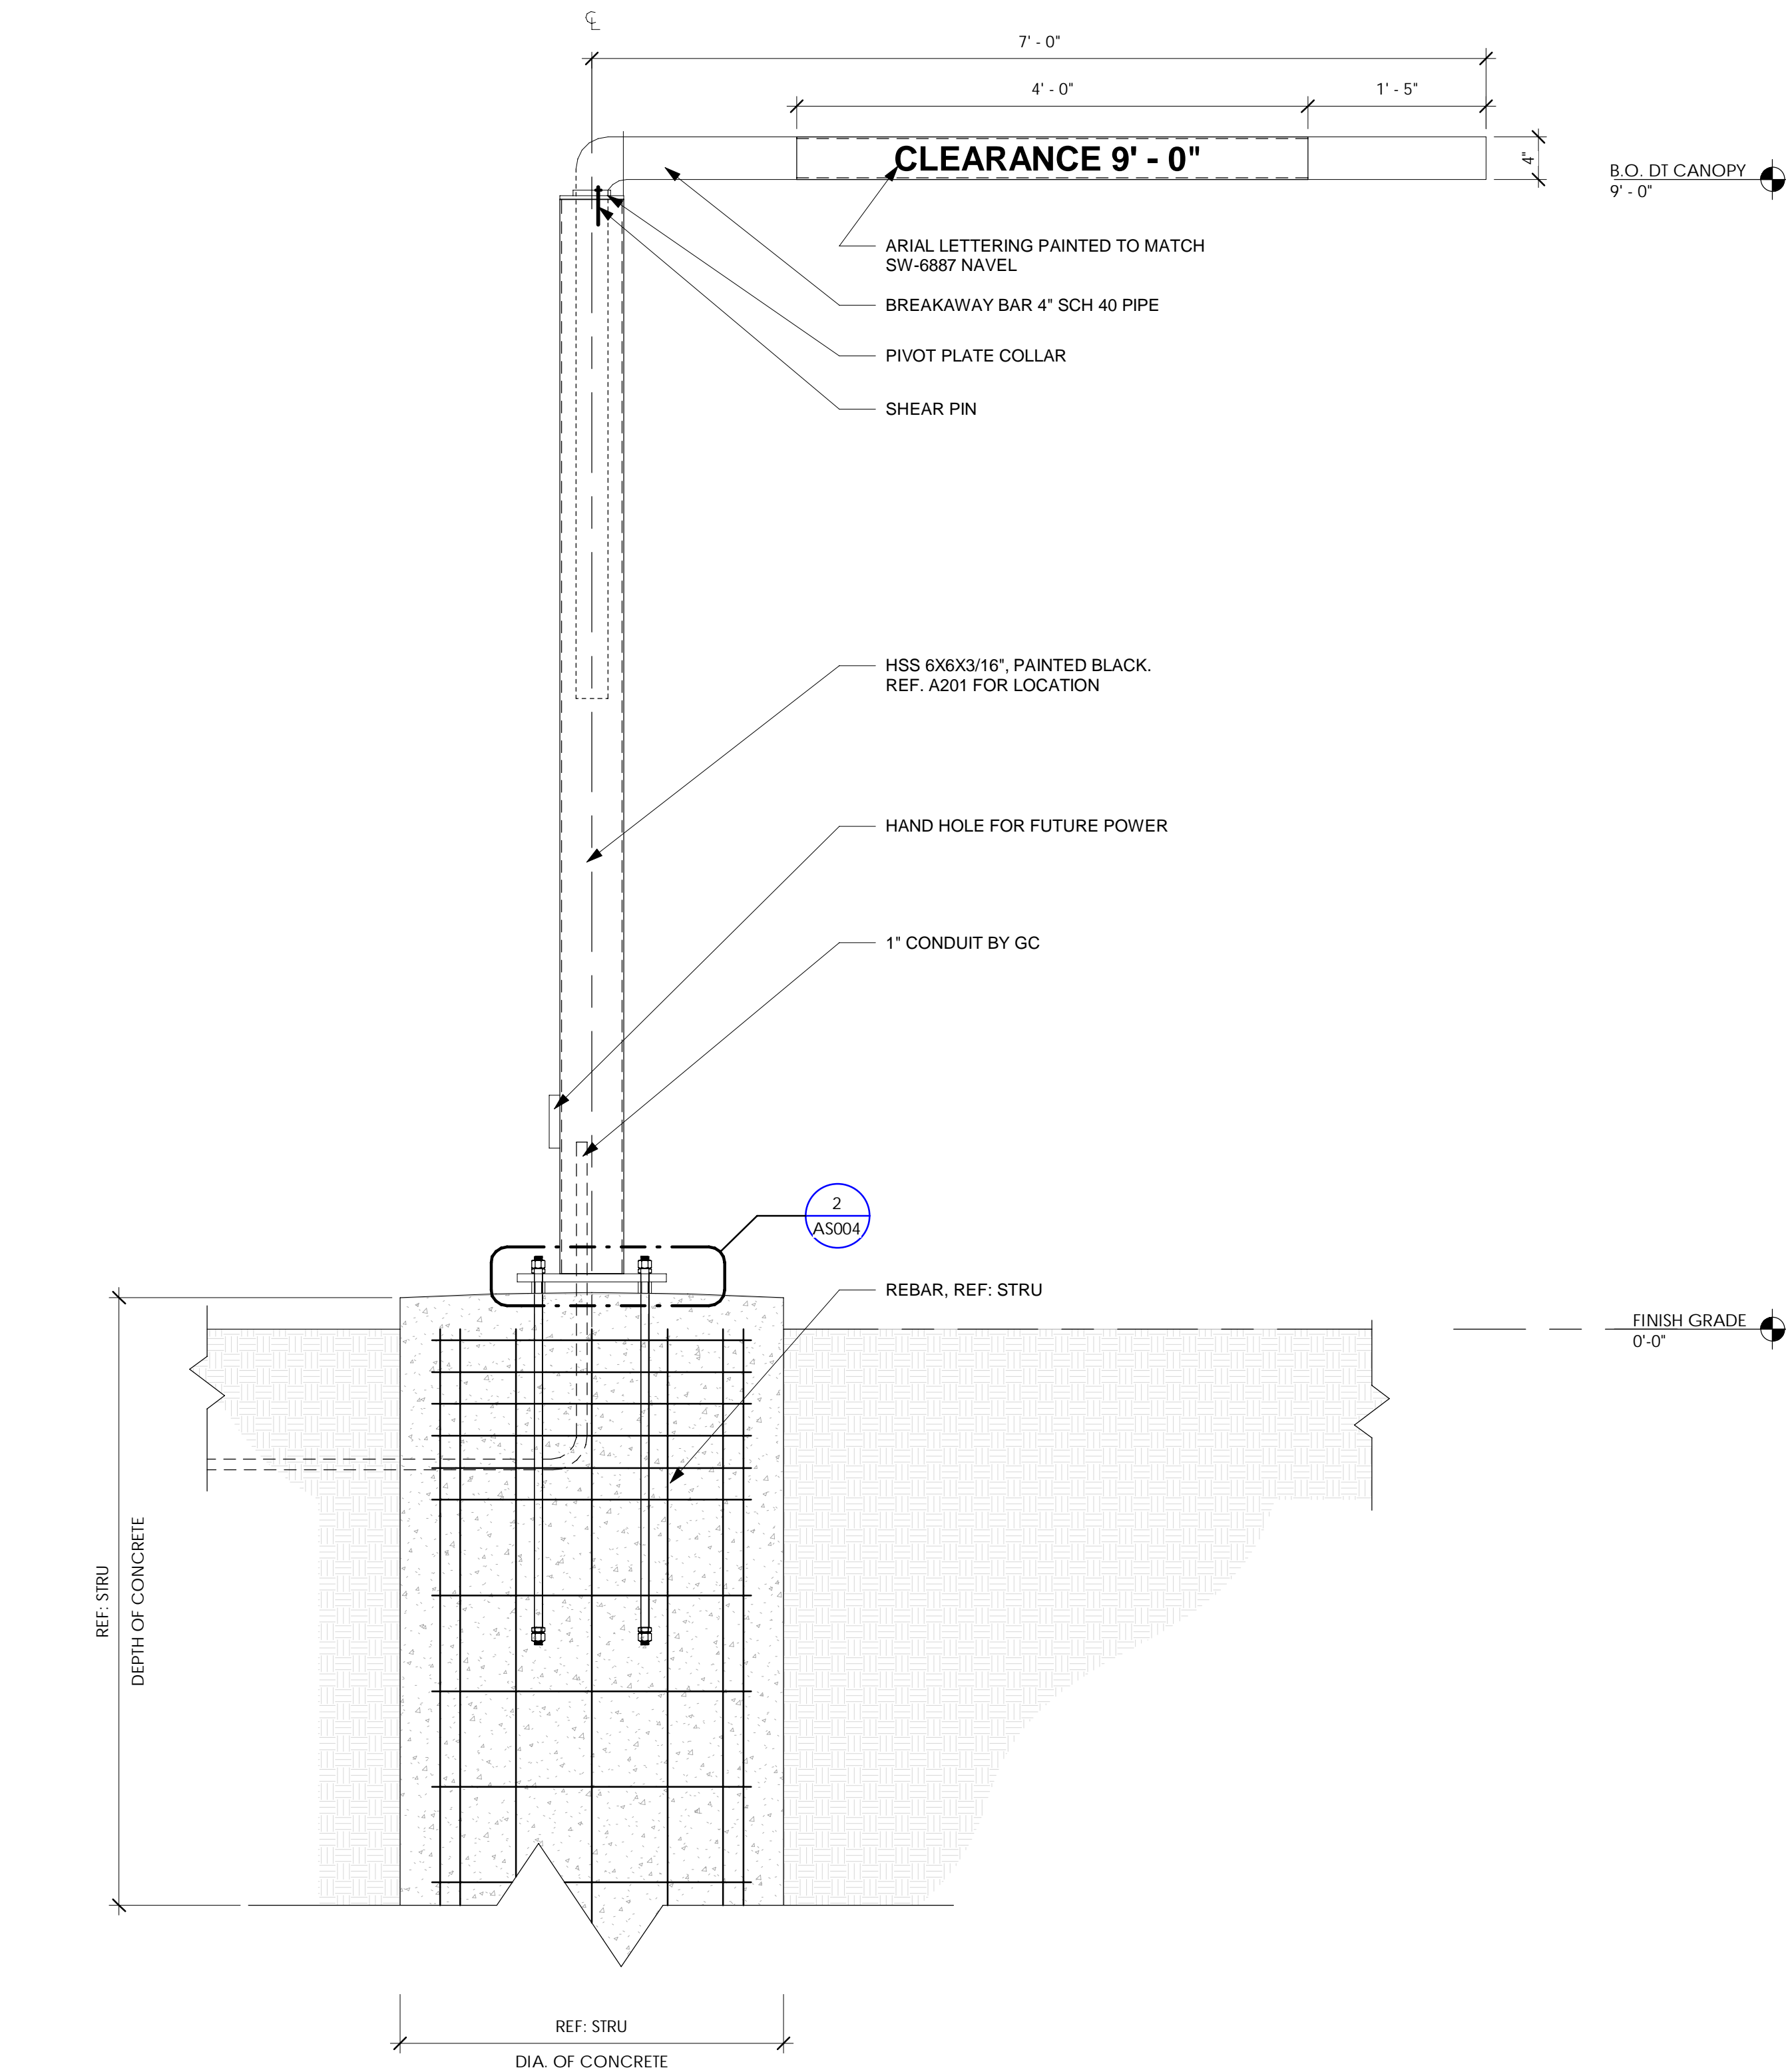 ℄
7' - 0"
4' - 0"
1' - 5"
CLEARANCE 9' - 0"
4"
B.O. DT CANOPY
9' - 0"
ARIAL LETTERING PAINTED TO MATCH
SW-6887 NAVEL
BREAKAWAY BAR 4" SCH 40 PIPE
PIVOT PLATE COLLAR
SHEAR PIN
HSS 6X6X3/16", PAINTED BLACK.
REF. A201 FOR LOCATION
HAND HOLE FOR FUTURE POWER
1" CONDUIT BY GC
2
AS004
REBAR, REF: STRU
FINISH GRADE
0'-0"
REF: STRU
DEPTH OF CONCRETE
REF: STRU
DIA. OF CONCRETE